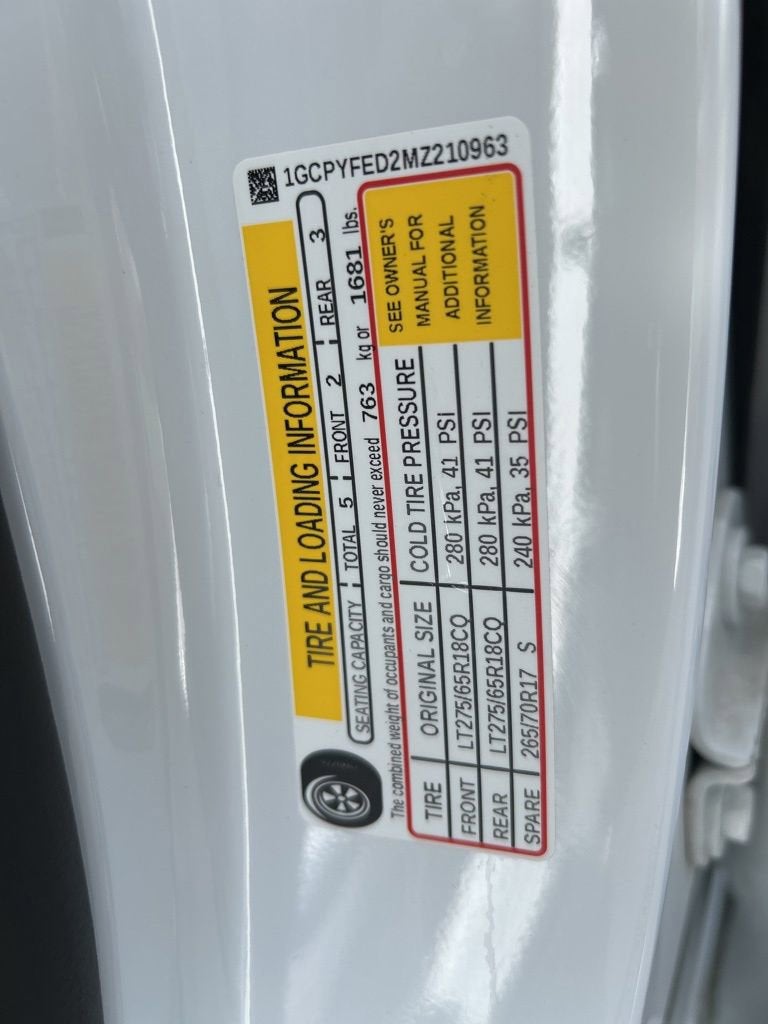 1GCPYFED2MZ210963
TIRE AND LOADING INFORMATION
SEATING CAPACITY TOTAL 5 FRONT 2 REAR 3
The combined weight of occupants and cargo should never exceed 763 kg or 1681 lbs.
TIRE ORIGINAL SIZE COLD TIRE PRESSURE
FRONT LT275/65R18CQ 280 kPa, 41 PSi
REAR LT275/65R18CQ 280 kPa, 41 PSI
SPARE 265/70R17 S 240 kPa, 35 PSI
SEE OWNER'S
MANUAL FOR
ADDITIONAL
INFORMATION